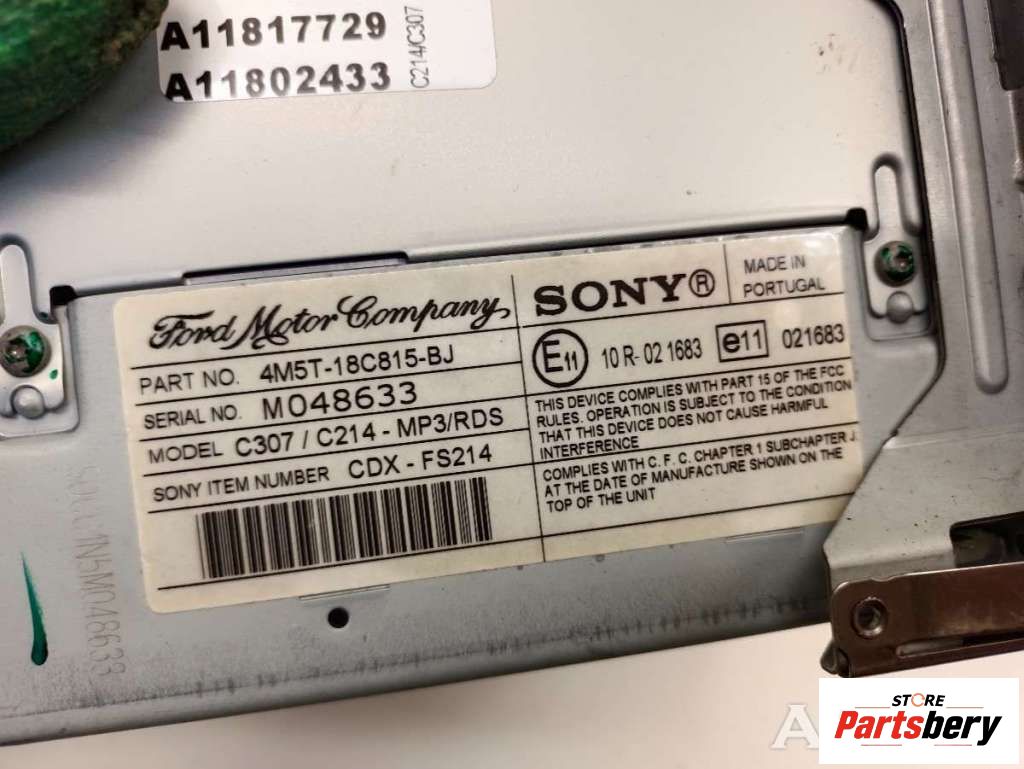 A11817729
A11802433
C214/C307
Ford Motor Company
PART NO. 4M5T-18C815-BJ
SERIAL NO. M048633
MODEL C307 / C214 - MP3/RDS
SONY ITEM NUMBER CDX - FS214
SONY®
MADE IN
PORTUGAL
E11 10 R- 02 1683 e11 021683
THIS DEVICE COMPLIES WITH PART 15 OF THE FCC
RULES. OPERATION IS SUBJECT TO THE CONDITION
THAT THIS DEVICE DOES NOT CAUSE HARMFUL
INTERFERENCE
COMPLIES WITH C. F. C. CHAPTER 1 SUBCHAPTER J.
AT THE DATE OF MANUFACTURE SHOWN ON THE
TOP OF THE UNIT
STORE
Partsbery